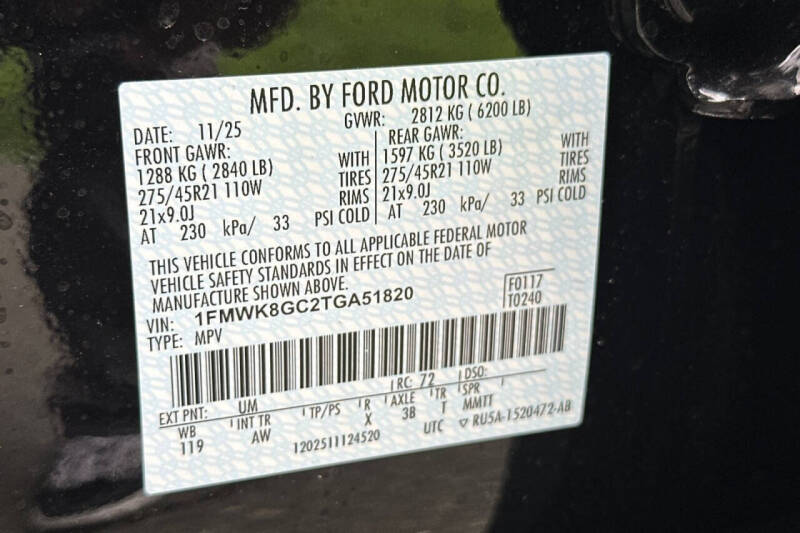 MFD. BY FORD MOTOR CO.
DATE: 11/25 GVWR: 2812 KG ( 6200 LB)
FRONT GAWR: REAR GAWR:
1288 KG ( 2840 LB) WITH 1597 KG ( 3520 LB) WITH
275/45R21 110W TIRES 275/45R21 110W TIRES
21x9.0J RIMS 21x9.0J RIMS
AT 230 kPa/ 33 PSI COLD AT 230 kPa/ 33 PSI COLD
THIS VEHICLE CONFORMS TO ALL APPLICABLE FEDERAL MOTOR
VEHICLE SAFETY STANDARDS IN EFFECT ON THE DATE OF
MANUFACTURE SHOWN ABOVE.
F0117
T0240
VIN: 1FMWK8GC2TGA51820
TYPE: MPV
EXT PNT: UM RC: 72 DSO:
WB INT TR TP/PS R AXLE TR SPR
119 AW X 3B T MMTT
1202511124520 UTC ▽ RU5A-1520472-AB